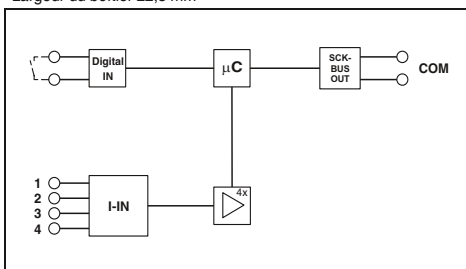 Largeur du boîtier 22,5 mm
Digital
IN
µC
SCK-
BUS
OUT
COM
1
2
3
4
I-IN
4x